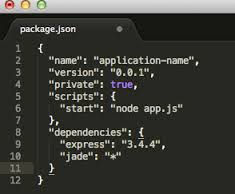 package.json
1 {
2 "name": "application-name",
3 "version": "0.0.1",
4 "private": true,
5 "scripts": {
6 "start": "node app.js"
7 },
8 "dependencies": {
9 "express": "3.4.4",
10 "jade": "*"
11 }
12 }